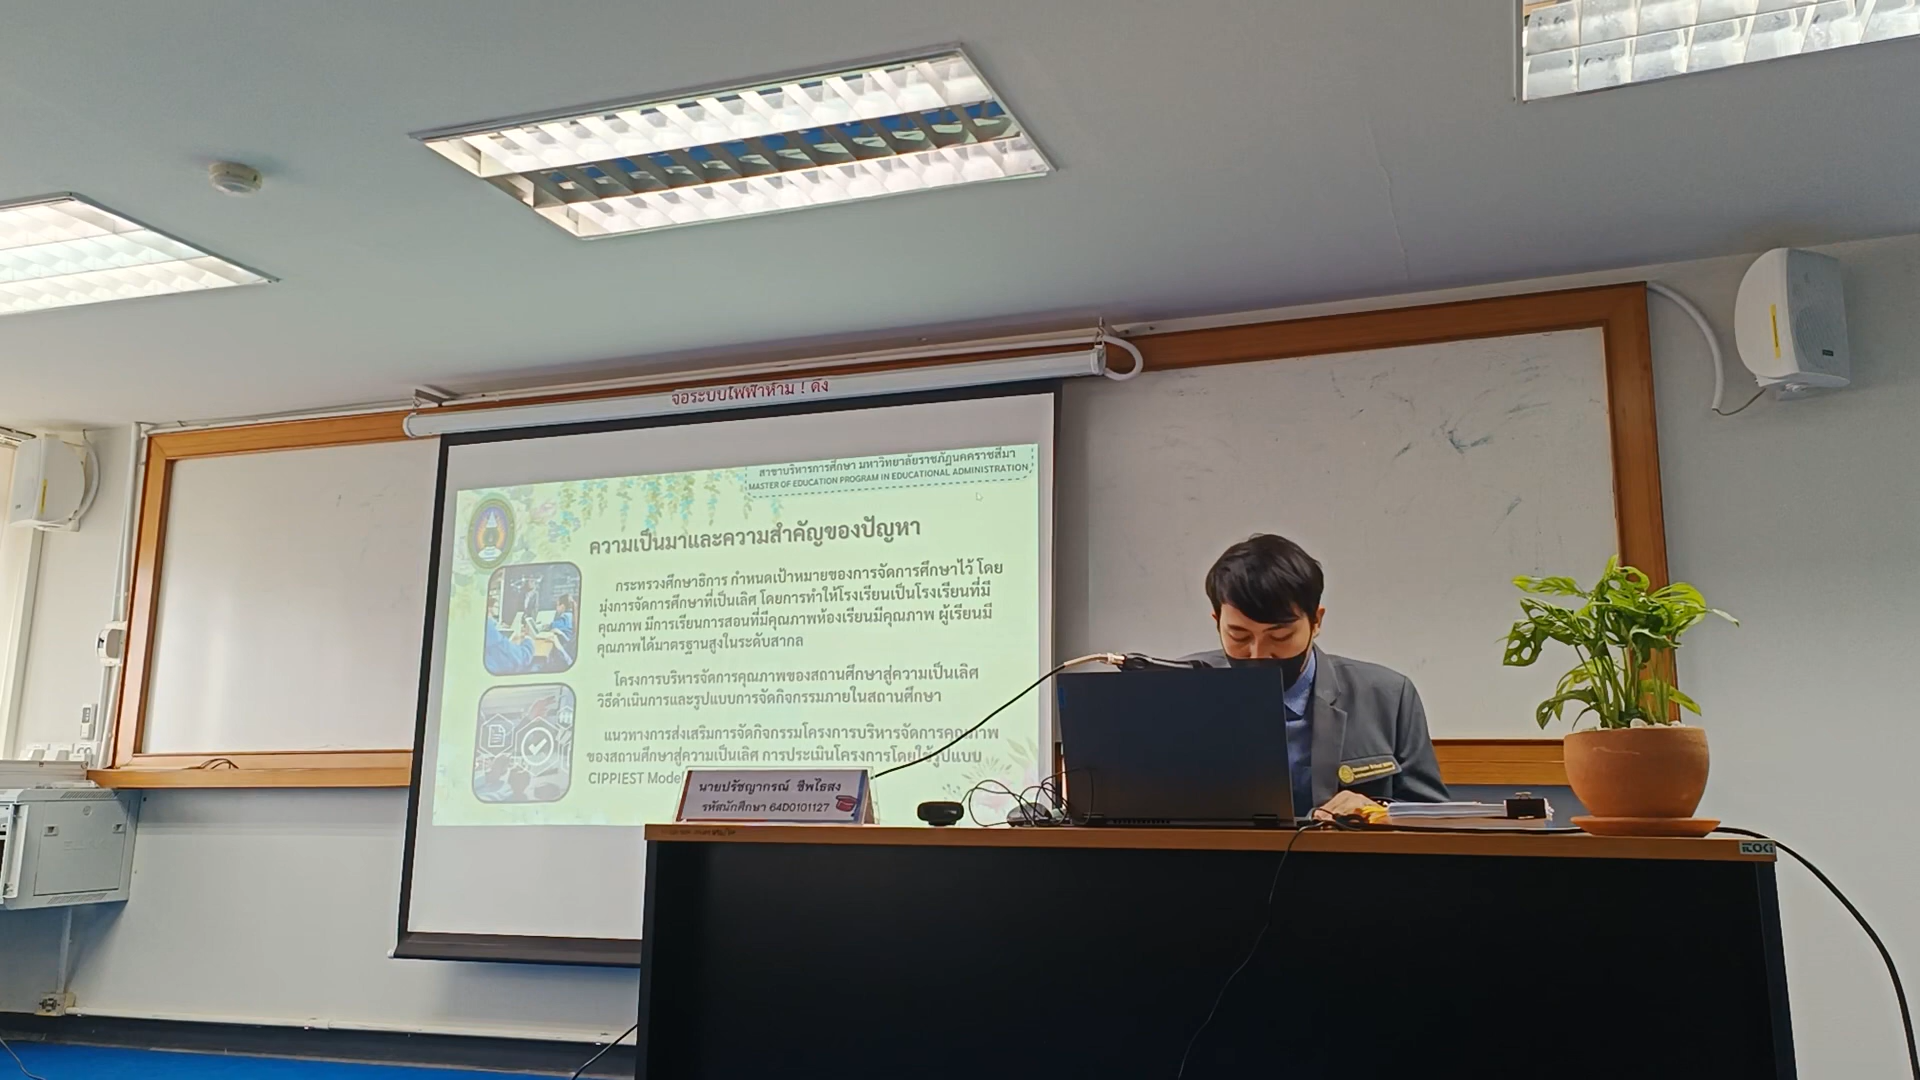 จอระบบไฟฟ้าห้าม ! ดึง
สาขาบริหารการศึกษา มหาวิทยาลัยราชภัฏนครราชสีมา
MASTER OF EDUCATION PROGRAM IN EDUCATIONAL ADMINISTRATION
ความเป็นมาและความสำคัญของปัญหา
กระทรวงศึกษาธิการ กำหนดเป้าหมายของการจัดการศึกษาไว้ โดย
มุ่งการจัดการศึกษาที่เป็นเลิศ โดยการทำให้โรงเรียนเป็นโรงเรียนที่มี
คุณภาพ มีการเรียนการสอนที่มีคุณภาพห้องเรียนมีคุณภาพ ผู้เรียนมี
คุณภาพได้มาตรฐานสูงในระดับสากล
โครงการบริหารจัดการคุณภาพของสถานศึกษาสู่ความเป็นเลิศ
วิธีดำเนินการและรูปแบบการจัดกิจกรรมภายในสถานศึกษา
แนวทางการส่งเสริมการจัดกิจกรรมโครงการบริหารจัดการคุณภาพ
ของสถานศึกษาสู่ความเป็นเลิศ การประเมินโครงการโดยใช้รูปแบบ
CIPPIEST Model
นายปรัชญากรณ์ ชีพไธสง
รหัสนักศึกษา 64D0101127
ITOKI